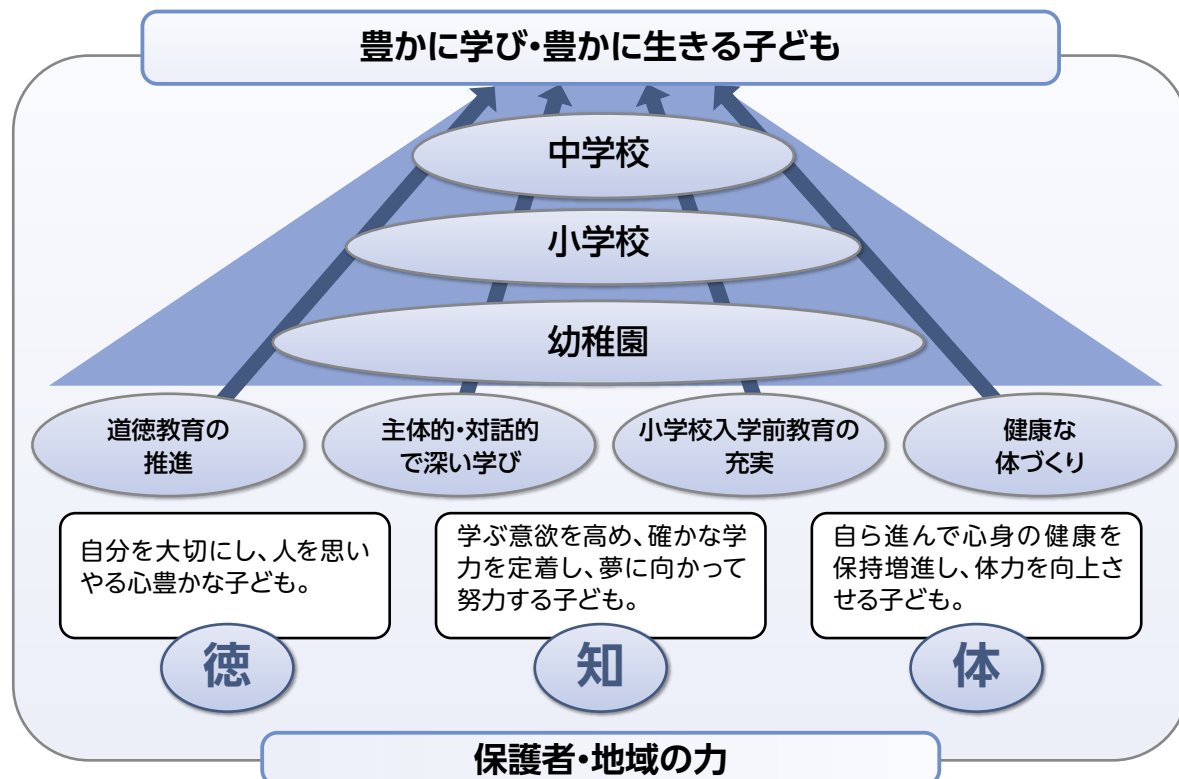 豊かに学び・豊かに生きる子ども
中学校
小学校
幼稚園
道徳教育の
推進
主体的・対話的
で深い学び
小学校入学前教育の
充実
健康な
体づくり
自分を大切にし、人を思い
やる心豊かな子ども。
学ぶ意欲を高め、確かな学
力を定着し、夢に向かって
努力する子ども。
自ら進んで心身の健康を
保持増進し、体力を向上さ
せる子ども。
徳
知
体
保護者・地域の力